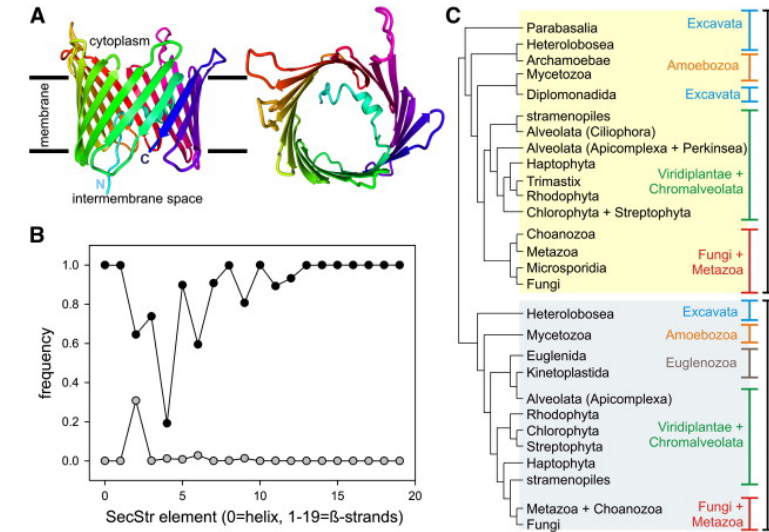 A
cytoplasm
membrane
C
N
intermembrane space
B
1.0
0.8
0.6
0.4
0.2
0.0
frequency
0 5 10 15 20
SecStr element (0=helix, 1-19=ß-strands)
C
Parabasalia
Heterolobosea
Excavata
Archamoebae
Mycetozoa
Amoebozoa
Diplomonadida
Excavata
stramenopiles
Alveolata (Ciliophora)
Alveolata (Apicomplexa + Perkinsea)
Haptophyta
Trimastix
Rhodophyta
Chlorophyta + Streptophyta
Viridiplantae +
Chromalveolata
Choanozoa
Metazoa
Microsporidia
Fungi
Fungi +
Metazoa
Heterolobosea
Excavata
Mycetozoa
Amoebozoa
Euglenida
Kinetoplastida
Euglenozoa
Alveolata (Apicomplexa)
Rhodophyta
Chlorophyta
Streptophyta
Haptophyta
stramenopiles
Viridiplantae +
Chromalveolata
Metazoa + Choanozoa
Fungi
Fungi +
Metazoa